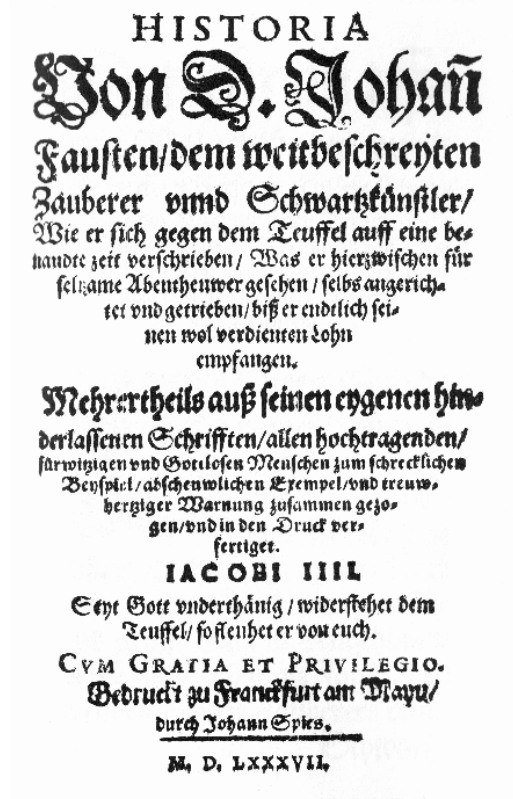 HISTORIA
Von D. Johañ
Fausten/dem weitbeschreyten
Zauberer vnnd Schwartzkünstler/
Wie er sich gegen dem Teuffel auff eine be-
nandte zeit verschrieben/ Was er hierzwischen für
seltzame Abenthenwer gesehen/ selbs angerich-
tet vnd getrieben/ biß er endtlich sei-
nen wol verdienten Lohn
empfangen.
Mehrertheils auß seinen eygenen hin-
derlassenen Schrifften/allen hochtragenden/
fürwitzigen vnd Gottlosen Menschen zum schrecklichen
Beyspiel/abschenwlichen Exempel/vnd treuw-
hertziger Warnung zusammen gezo-
gen/vnd in den Druck ver-
fertiget.
IACOBI IIII.
Seyt Gott vnderthänig/widerstehet dem
Teuffel/so fleuhet er von euch.
CVM GRATIA ET PRIVILEGIO.
Gedruckt zu Franckfurt am Mayn/
durch Johann Spies.
M. D. LXXXVII.